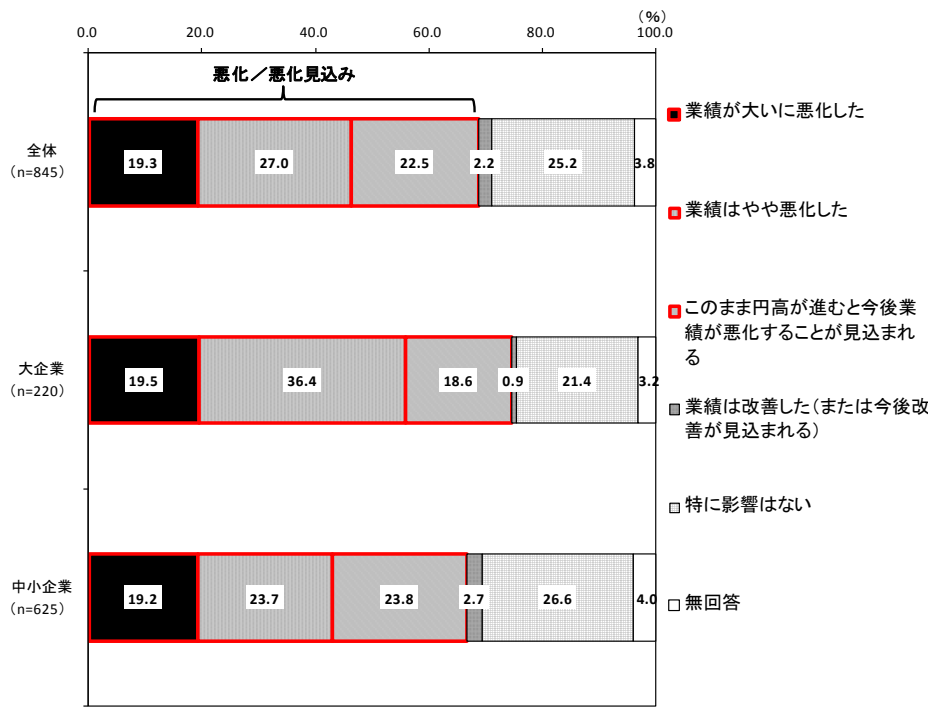 (%)
0.0 20.0 40.0 60.0 80.0 100.0
悪化／悪化見込み
全体
(n=845)
19.3 27.0 22.5 2.2 25.2 3.8
大企業
(n=220)
19.5 36.4 18.6 0.9 21.4 3.2
中小企業
(n=625)
19.2 23.7 23.8 2.7 26.6 4.0
業績が大いに悪化した
業績はやや悪化した
このまま円高が進むと今後業
績が悪化することが見込まれ
る
業績は改善した(または今後改
善が見込まれる)
特に影響はない
無回答